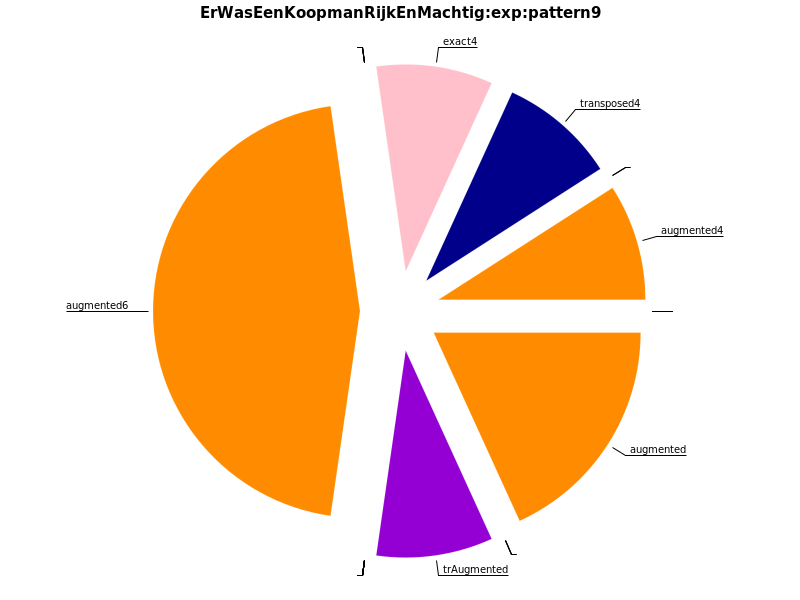 ErWasEenKoopmanRijkEnMachtig:exp:pattern9
exact4
transposed4
augmented4
augmented6
augmented
trAugmented